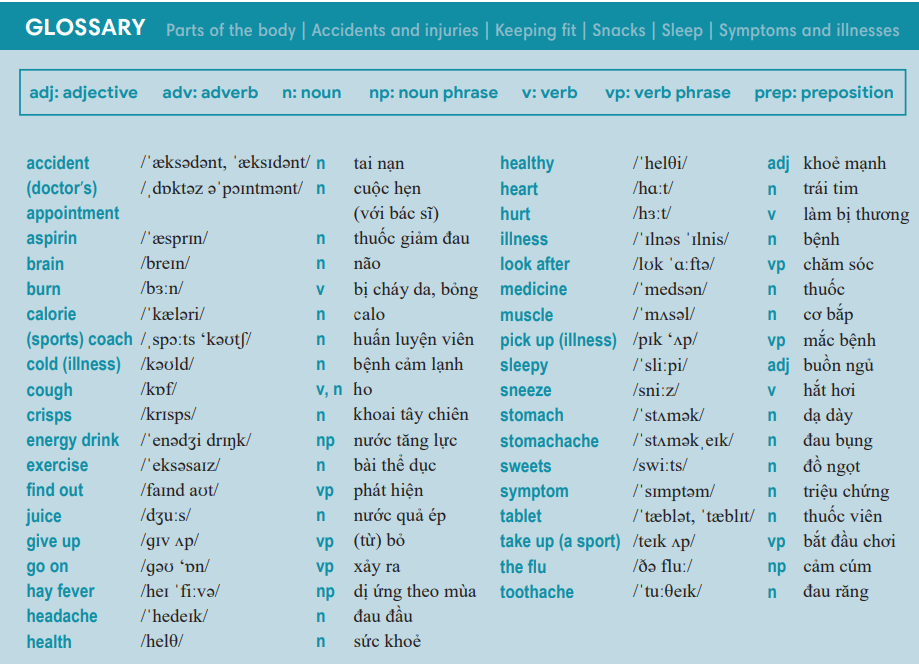 GLOSSARY Parts of the body | Accidents and injuries | Keeping fit | Snacks | Sleep | Symptoms and illnesses
adj: adjective adv: adverb n: noun np: noun phrase v: verb vp: verb phrase prep: preposition
accident /ˈæksədənt, ˈæksɪdənt/ n tai nạn
(doctor's) /ˌdɒktəz əˈpɔɪntmənt/ n cuộc hẹn
appointment (với bác sĩ)
aspirin /ˈæsprɪn/ n thuốc giảm đau
brain /breɪn/ n não
burn /bɜːn/ v bị cháy da, bỏng
calorie /ˈkæləri/ n calo
(sports) coach /ˌspɔːts ‘kəʊtʃ/ n huấn luyện viên
cold (illness) /kəʊld/ n bệnh cảm lạnh
cough /kɒf/ v, n ho
crisps /krɪsps/ n khoai tây chiên
energy drink /ˈenədʒi drɪŋk/ np nước tăng lực
exercise /ˈeksəsaɪz/ n bài thể dục
find out /faɪnd aʊt/ vp phát hiện
juice /dʒuːs/ n nước quả ép
give up /ɡɪv ʌp/ vp (từ) bỏ
go on /ɡəʊ ‘ɒn/ vp xảy ra
hay fever /heɪ ˈfiːvə/ np dị ứng theo mùa
headache /ˈhedeɪk/ n đau đầu
health /helθ/ n sức khoẻ
healthy /ˈhelθi/ adj khoẻ mạnh
heart /hɑːt/ n trái tim
hurt /hɜːt/ v làm bị thương
illness /ˈɪlnəs ˈɪlnis/ n bệnh
look after /lʊk ˈɑːftə/ vp chăm sóc
medicine /ˈmedsən/ n thuốc
muscle /ˈmʌsəl/ n cơ bắp
pick up (illness) /pɪk ‘ʌp/ vp mắc bệnh
sleepy /ˈsliːpi/ adj buồn ngủ
sneeze /sniːz/ v hắt hơi
stomach /ˈstʌmək/ n dạ dày
stomachache /ˈstʌməkˌeɪk/ n đau bụng
sweets /swiːts/ n đồ ngọt
symptom /ˈsɪmptəm/ n triệu chứng
tablet /ˈtæblət, ˈtæblɪt/ n thuốc viên
take up (a sport) /teɪk ʌp/ vp bắt đầu chơi
the flu /ðə fluː/ np cảm cúm
toothache /ˈtuːθeɪk/ n đau răng